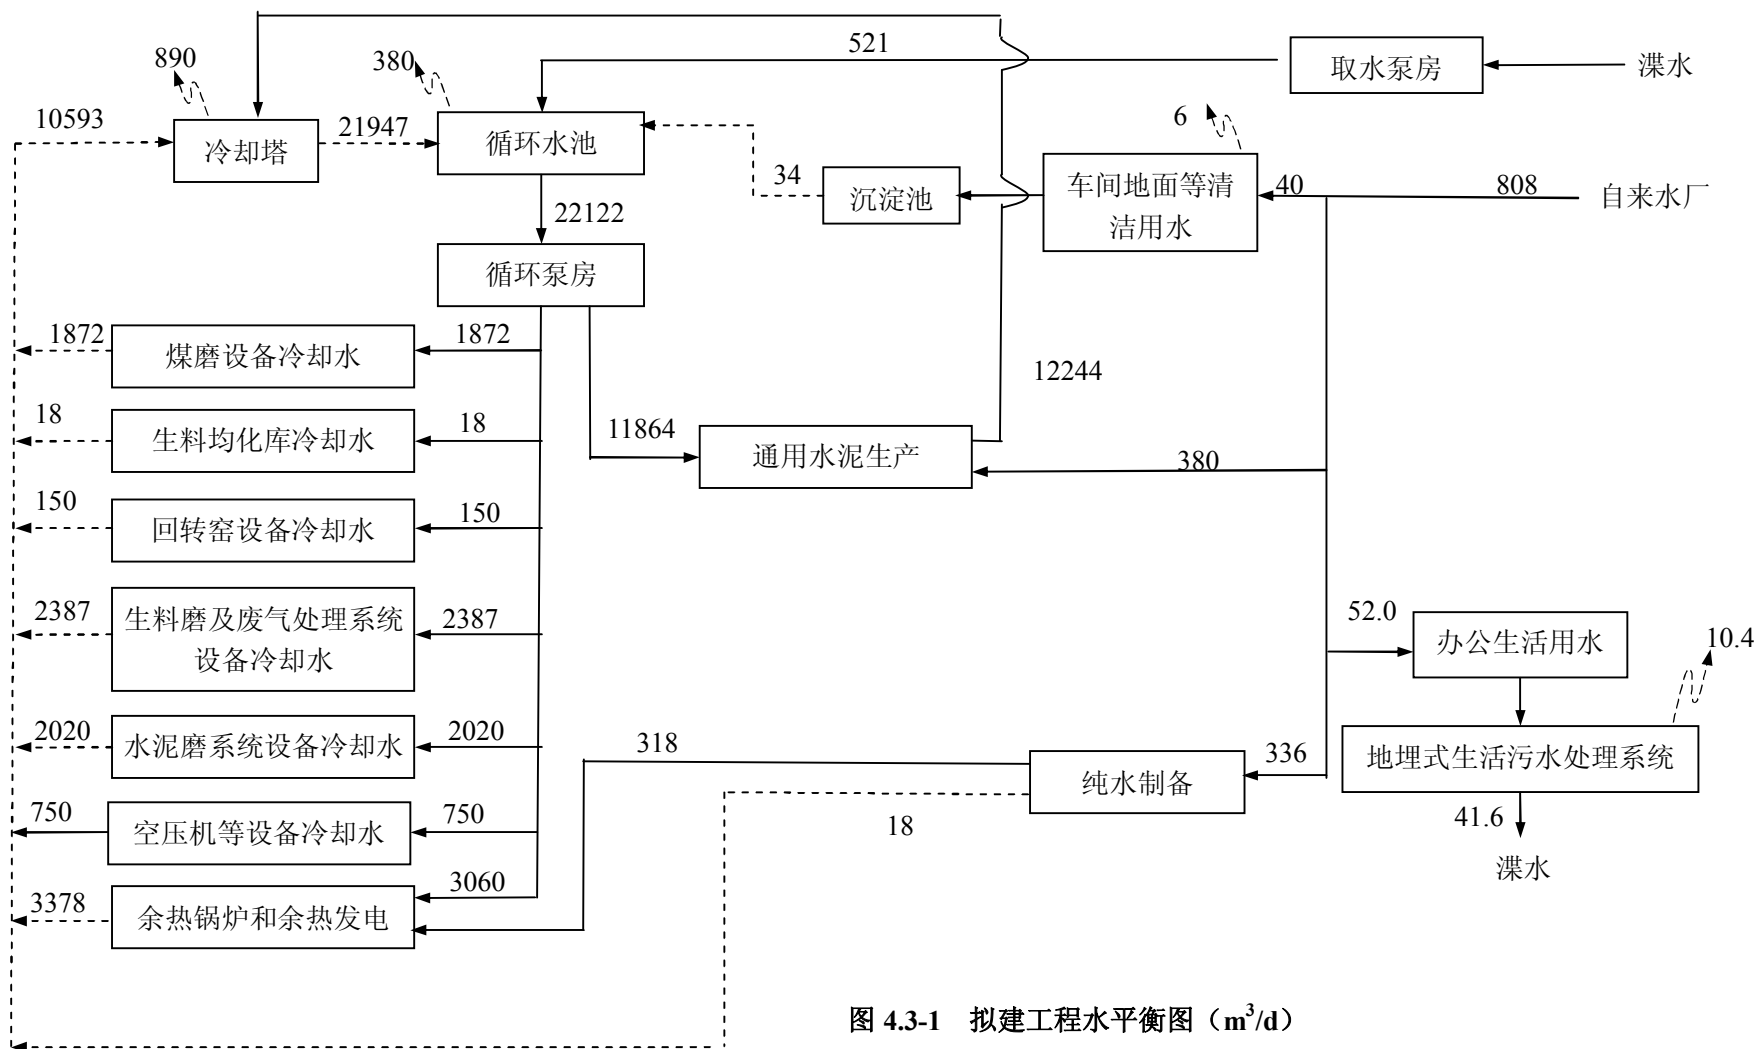 521
取水泵房
溧水
890
380
10593
冷却塔
21947
循环水池
6
34
沉淀池
车间地面等清
洁用水
40
808
自来水厂
22122
循环泵房
1872
煤磨设备冷却水
1872
12244
18
生料均化库冷却水
18
11864
通用水泥生产
380
150
回转窑设备冷却水
150
2387
生料磨及废气处理系统
设备冷却水
2387
52.0
办公生活用水
10.4
2020
水泥磨系统设备冷却水
2020
318
纯水制备
336
地埋式生活污水处理系统
750
空压机等设备冷却水
750
18
41.6
溧水
3378
余热锅炉和余热发电
3060
图 4.3-1 拟建工程水平衡图（m³/d）